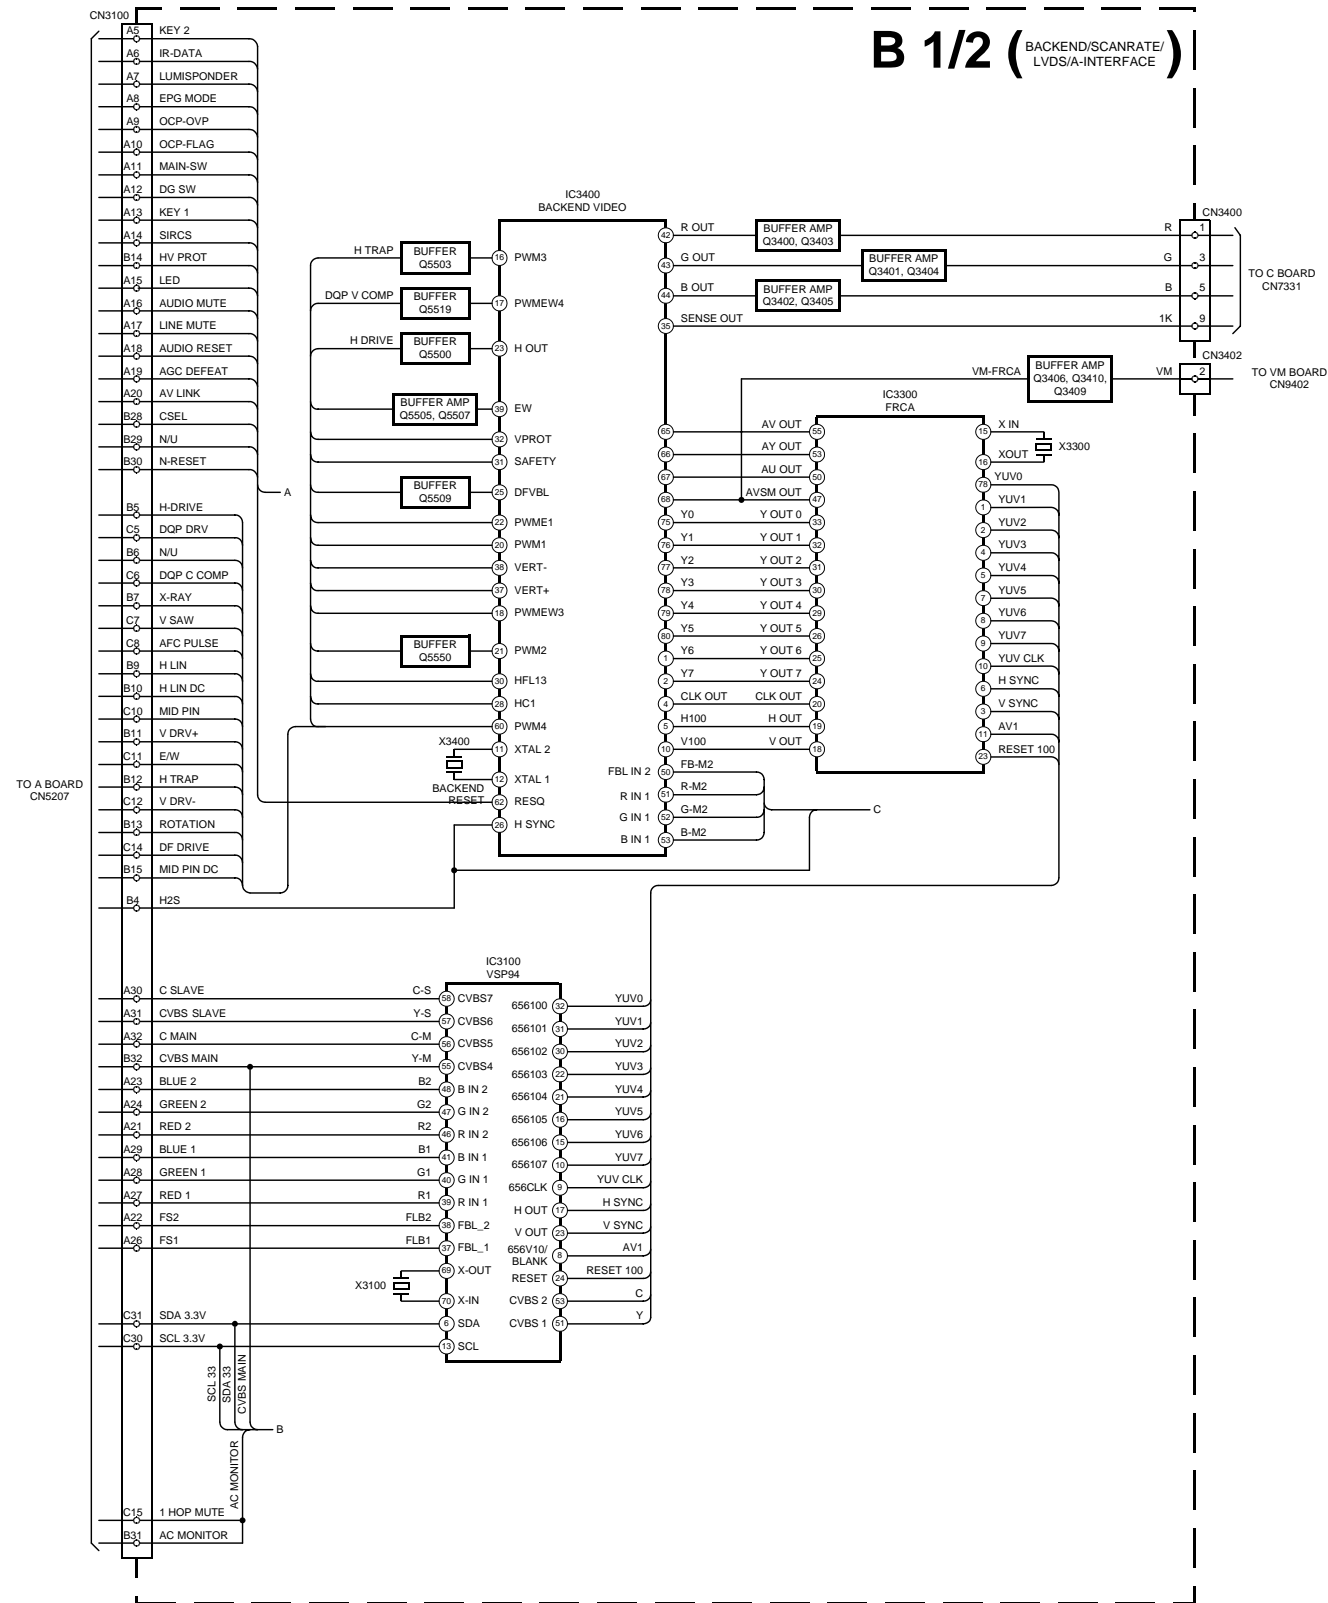 CN3100
B 1/2 ( BACKEND/SCANRATE/
LVDS/A-INTERFACE )
A5 KEY 2
A6 IR-DATA
A7 LUMISPONDER
A8 EPG MODE
A9 OCP-OVP
A10 OCP-FLAG
A11 MAIN-SW
A12 DG SW
A13 KEY 1
A14 SIRCS
B14 HV PROT
A15 LED
A16 AUDIO MUTE
A17 LINE MUTE
A18 AUDIO RESET
A19 AGC DEFEAT
A20 AV LINK
B28 CSEL
B29 N/U
B30 N-RESET
A
B5 H-DRIVE
C5 DQP DRV
B6 N/U
C6 DQP C COMP
B7 X-RAY
C7 V SAW
C8 AFC PULSE
B9 H LIN
B10 H LIN DC
C10 MID PIN
B11 V DRV+
C11 E/W
B12 H TRAP
C12 V DRV-
B13 ROTATION
C14 DF DRIVE
B15 MID PIN DC
B4 H2S
TO A BOARD
CN5207
IC3400
BACKEND VIDEO
H TRAP BUFFER
Q5503
16 PWM3
DQP V COMP BUFFER
Q5519
17 PWMEW4
H DRIVE BUFFER
Q5500
23 H OUT
BUFFER AMP
Q5505, Q5507
39 EW
32 VPROT
31 SAFETY
BUFFER
Q5509
25 DFVBL
22 PWME1
20 PWM1
38 VERT-
37 VERT+
18 PWMEW3
BUFFER
Q5550
21 PWM2
30 HFL13
28 HC1
60 PWM4
X3400
11 XTAL 2
12 XTAL 1
BACKEND
RESET
62 RESQ
26 H SYNC
42 R OUT BUFFER AMP
Q3400, Q3403
R 1
43 G OUT BUFFER AMP
Q3401, Q3404
G 3
44 B OUT BUFFER AMP
Q3402, Q3405
B 5
35 SENSE OUT 1K 9
CN3400
TO C BOARD
CN7331
VM-FRCA BUFFER AMP
Q3406, Q3410,
Q3409
VM 2
CN3402
TO VM BOARD
CN9402
IC3300
FRCA
65 AV OUT 55
66 AY OUT 53
67 AU OUT 50
68 AVSM OUT 47
75 Y0 Y OUT 0 33
76 Y1 Y OUT 1 32
77 Y2 Y OUT 2 31
78 Y3 Y OUT 3 30
79 Y4 Y OUT 4 29
80 Y5 Y OUT 5 26
1 Y6 Y OUT 6 25
2 Y7 Y OUT 7 24
4 CLK OUT CLK OUT 20
5 H100 H OUT 19
10 V100 V OUT 18
FBL IN 2 50 FB-M2
R IN 1 51 R-M2
G IN 1 52 G-M2
B IN 1 53 B-M2
C
15 X IN
X3300
16 XOUT
78 YUV0
1 YUV1
2 YUV2
4 YUV3
5 YUV4
7 YUV5
8 YUV6
9 YUV7
10 YUV CLK
6 H SYNC
3 V SYNC
11 AV1
23 RESET 100
IC3100
VSP94
A30 C SLAVE C-S 58 CVBS7
A31 CVBS SLAVE Y-S 57 CVBS6
A32 C MAIN C-M 56 CVBS5
B32 CVBS MAIN Y-M 55 CVBS4
A23 BLUE 2 B2 48 B IN 2
A24 GREEN 2 G2 47 G IN 2
A21 RED 2 R2 46 R IN 2
A29 BLUE 1 B1 41 B IN 1
A28 GREEN 1 G1 40 G IN 1
A27 RED 1 R1 39 R IN 1
A22 FS2 FLB2 38 FBL_2
A26 FS1 FLB1 37 FBL_1
X3100
69 X-OUT
70 X-IN
C31 SDA 3.3V 6 SDA
C30 SCL 3.3V 13 SCL
656100 32 YUV0
656101 31 YUV1
656102 30 YUV2
656103 22 YUV3
656104 21 YUV4
656105 16 YUV5
656106 15 YUV6
656107 10 YUV7
656CLK 9 YUV CLK
H OUT 17 H SYNC
V OUT 23 V SYNC
656V10/
BLANK
8 AV1
RESET 24 RESET 100
CVBS 2 53 C
CVBS 1 51 Y
SCL 33
SDA 33
CVBS MAIN
B
AC MONITOR
C15 1 HOP MUTE
B31 AC MONITOR